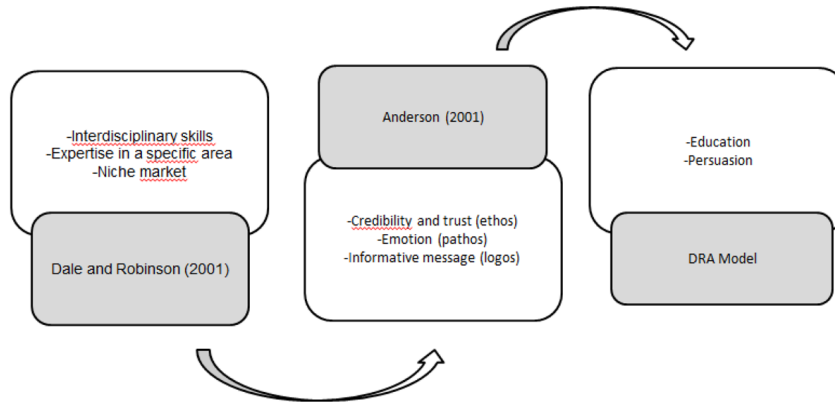 -Interdisciplinary skills
-Expertise in a specific area
-Niche market
Dale and Robinson (2001)
Anderson (2001)
-Credibility and trust (ethos)
-Emotion (pathos)
-Informative message (logos)
-Education
-Persuasion
DRA Model